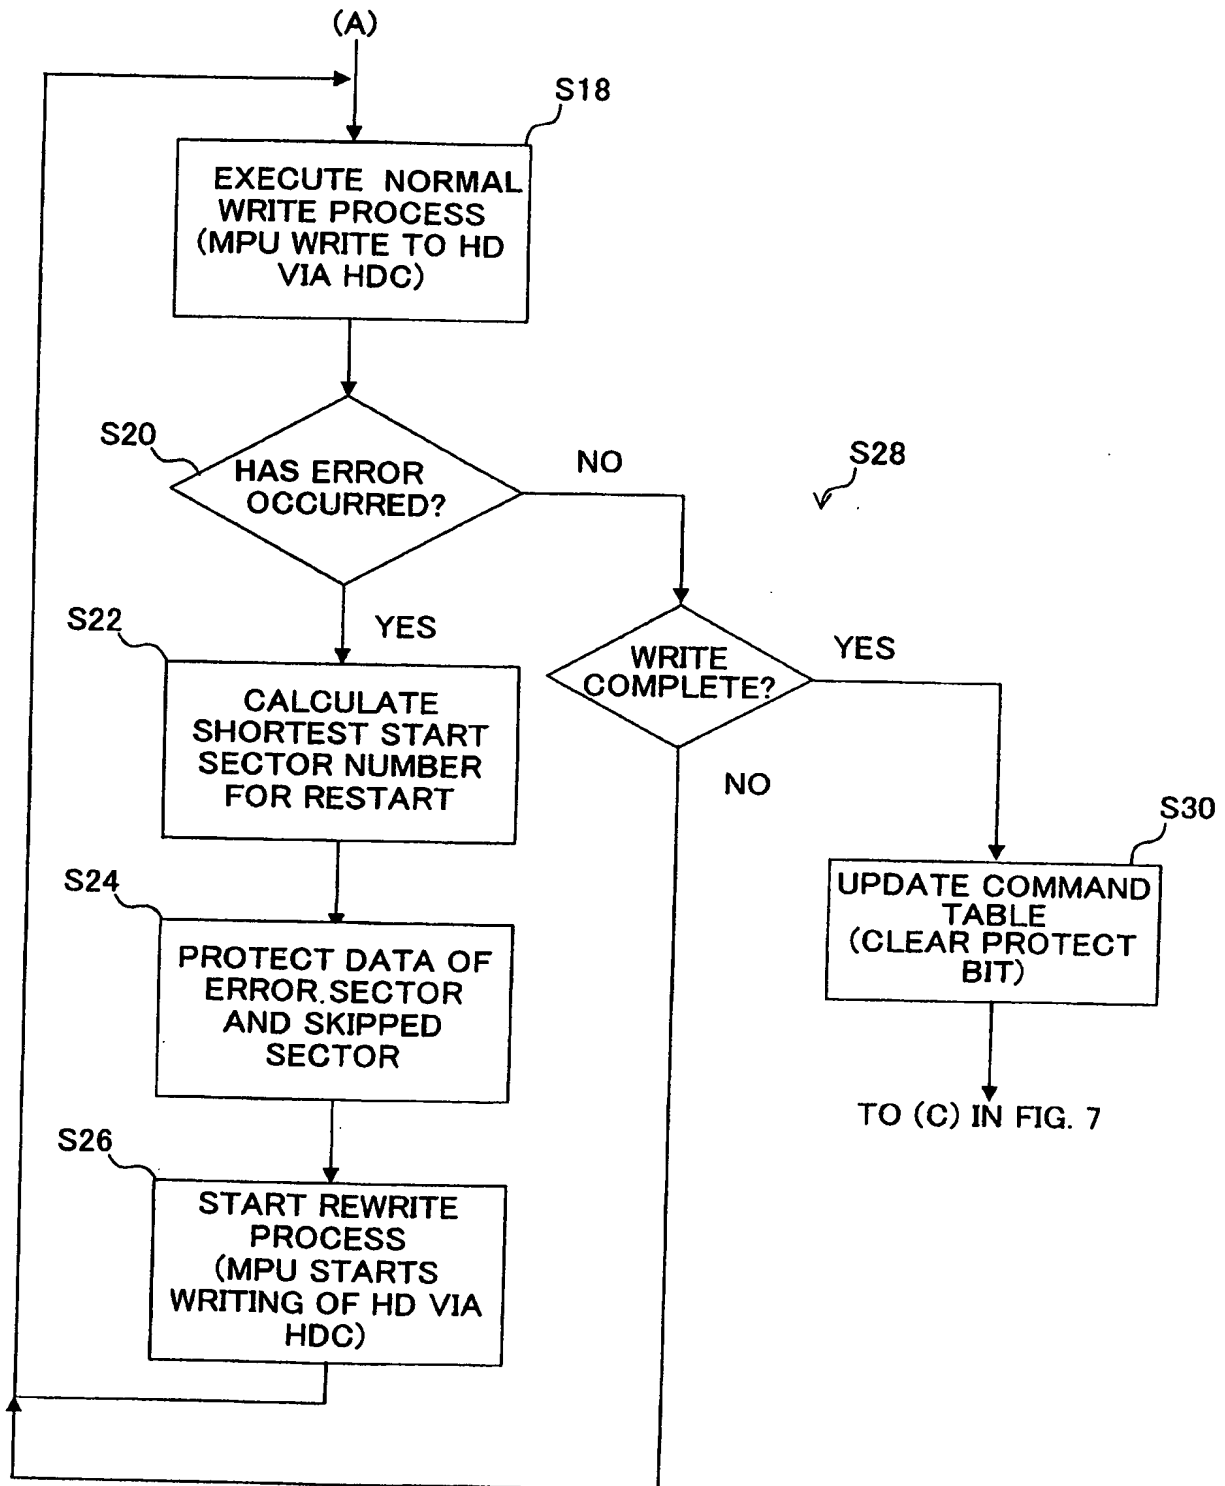 (A)
S18
EXECUTE NORMAL
WRITE PROCESS
(MPU WRITE TO HD
VIA HDC)
S20
HAS ERROR
OCCURRED?
NO
S28
S22
YES
WRITE
COMPLETE?
YES
CALCULATE
SHORTEST START
SECTOR NUMBER
FOR RESTART
NO
S30
S24
UPDATE COMMAND
TABLE
(CLEAR PROTECT
BIT)
PROTECT DATA OF
ERROR.SECTOR
AND SKIPPED
SECTOR
TO (C) IN FIG. 7
S26
START REWRITE
PROCESS
(MPU STARTS
WRITING OF HD VIA
HDC)